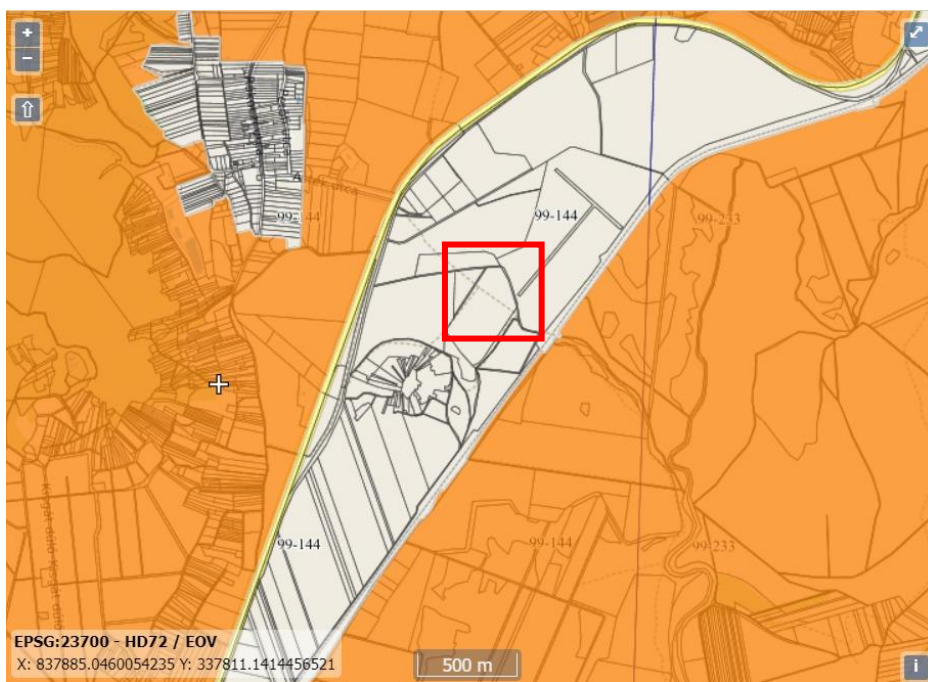 +
–
⇧
99-144
99-144
99-233
99-144
99-144
99-233
EPSG:23700 - HD72 / EOV
X: 837885.0460054235 Y: 337811.1414456521
500 m
i